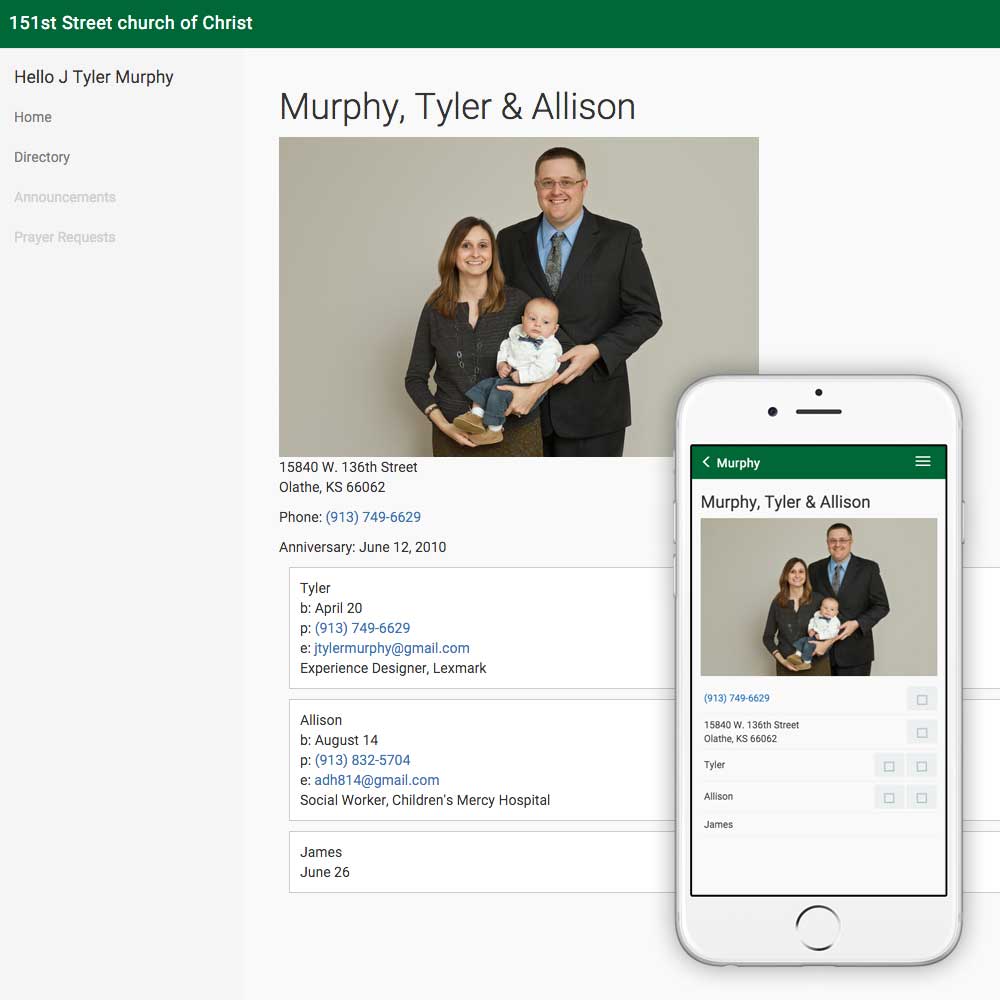 151st Street church of Christ
Hello J Tyler Murphy
Home
Directory
Announcements
Prayer Requests
Murphy, Tyler & Allison
15840 W. 136th Street
Olathe, KS 66062
Phone: (913) 749-6629
Anniversary: June 12, 2010
Tyler
b: April 20
p: (913) 749-6629
e: jtylermurphy@gmail.com
Experience Designer, Lexmark
Allison
b: August 14
p: (913) 832-5704
e: adh814@gmail.com
Social Worker, Children's Mercy Hospital
James
June 26
Murphy
Murphy, Tyler & Allison
(913) 749-6629
15840 W. 136th Street
Olathe, KS 66062
Tyler
Allison
James